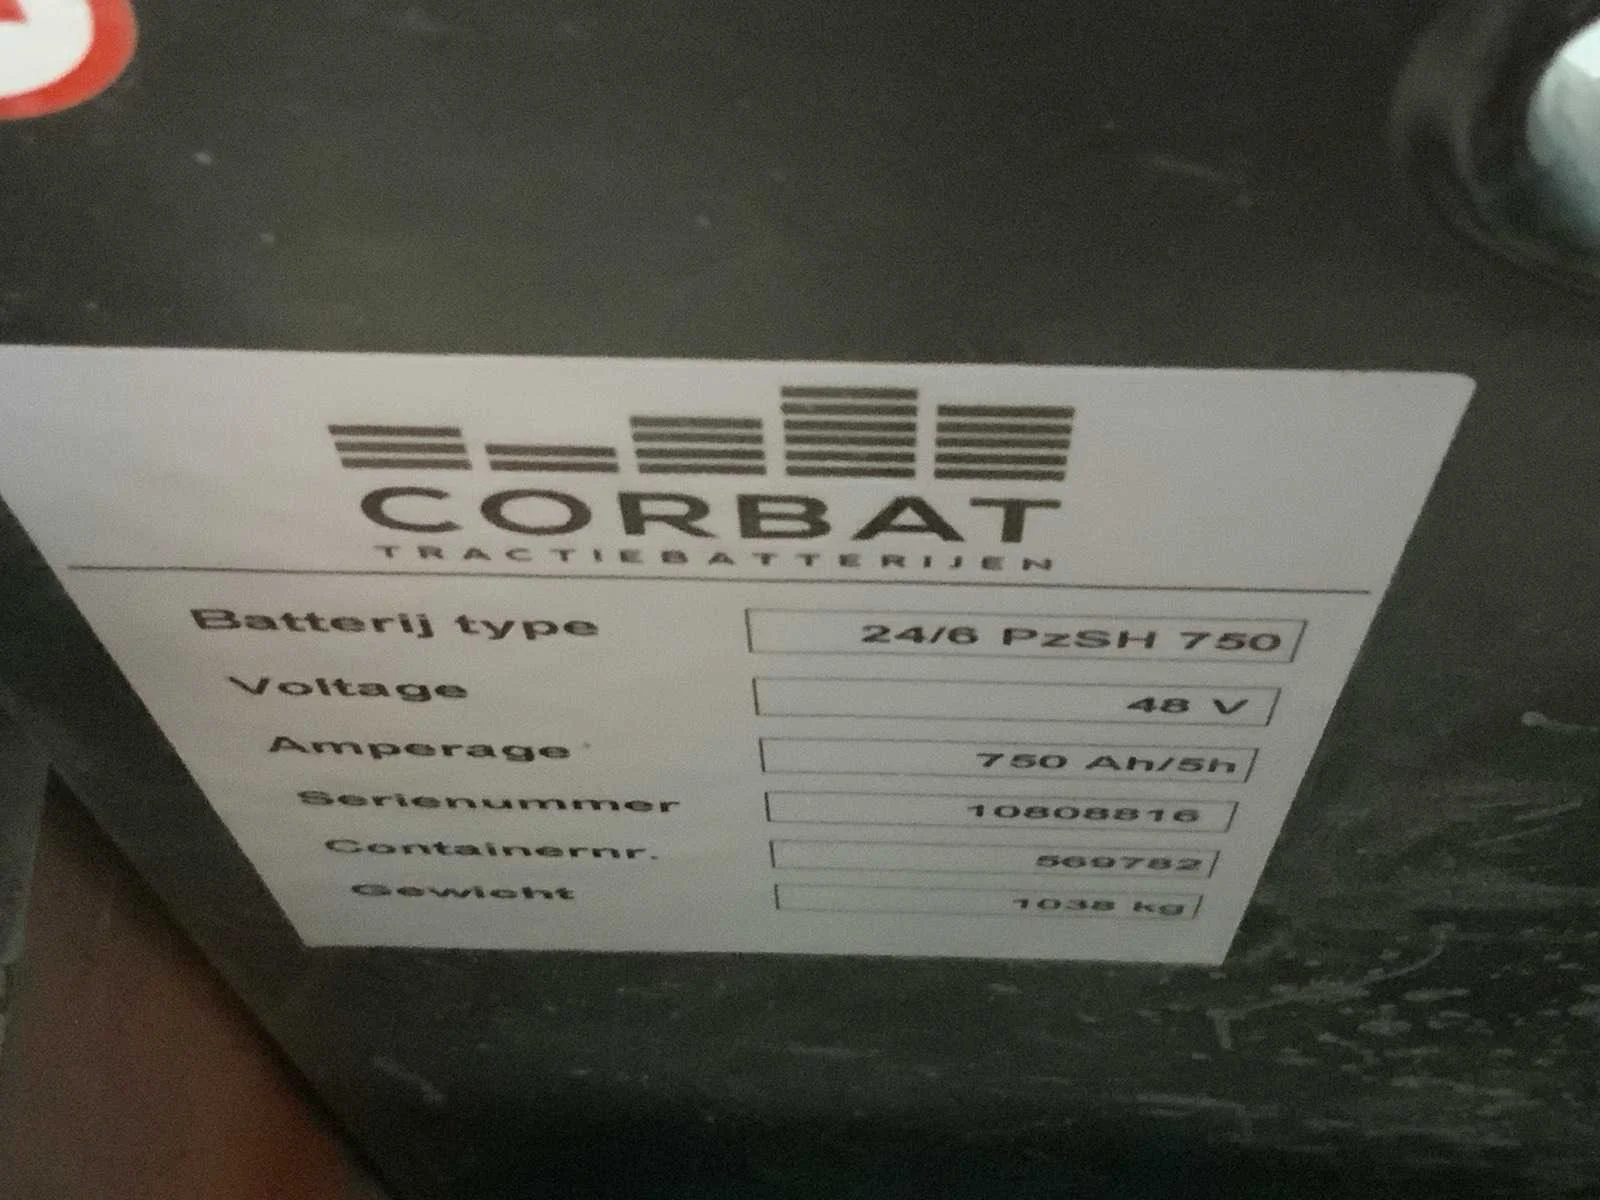 CORBAT
TRACTIEBATTERIJEN
Batterij type 24/6 PzSH 750
Voltage 48 V
Amperage 750 Ah/5h
Serienummer 10808816
Containernr. 569782
Gewicht 1038 kg